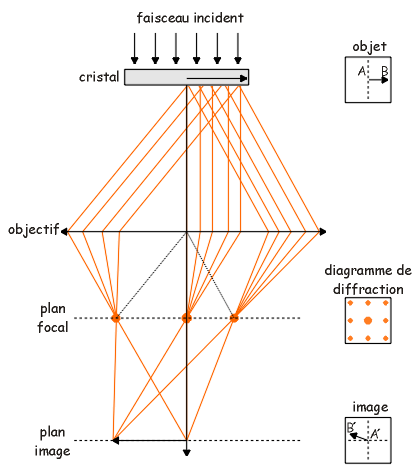 faisceau incident
objet
cristal
A
B
objectif
diagramme de
diffraction
plan
focal
image
B'
A'
plan
image